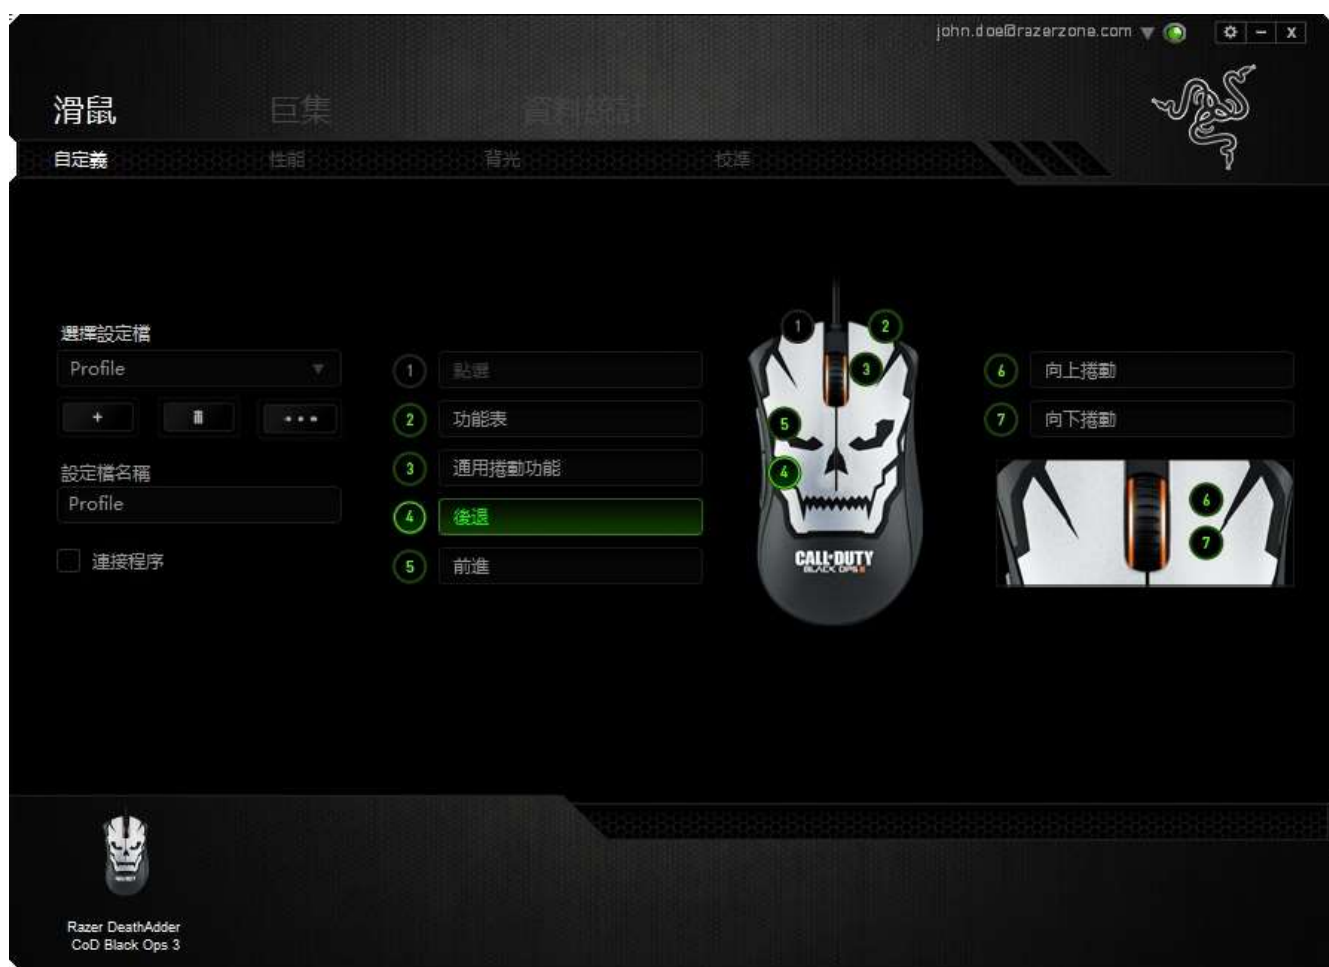 john.doe@razerzone.com
滑鼠
巨集
資料統計
自定義
性能
背光
校準
選擇設定檔
Profile
設定檔名稱
Profile
連接程序
1 點選
2 功能表
3 通用捲動功能
4 後退
5 前進
1
2
3
5
4
CALL·DUTY
BLACK OPS III
6 向上捲動
7 向下捲動
6
7
Razer DeathAdder
CoD Black Ops 3